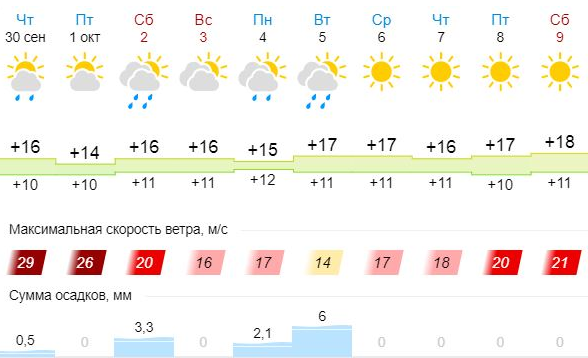 Чт Пт Сб Вс Пн Вт Ср Чт Пт Сб
30 сен 1 окт 2 3 4 5 6 7 8 9
+16 +14 +16 +16 +15 +17 +17 +16 +17 +18
+10 +10 +11 +11 +12 +11 +11 +11 +10 +11
Максимальная скорость ветра, м/с
29 26 20 16 17 14 17 18 20 21
Сумма осадков, мм
0,5 0 3,3 0 2,1 6 0 0 0 0